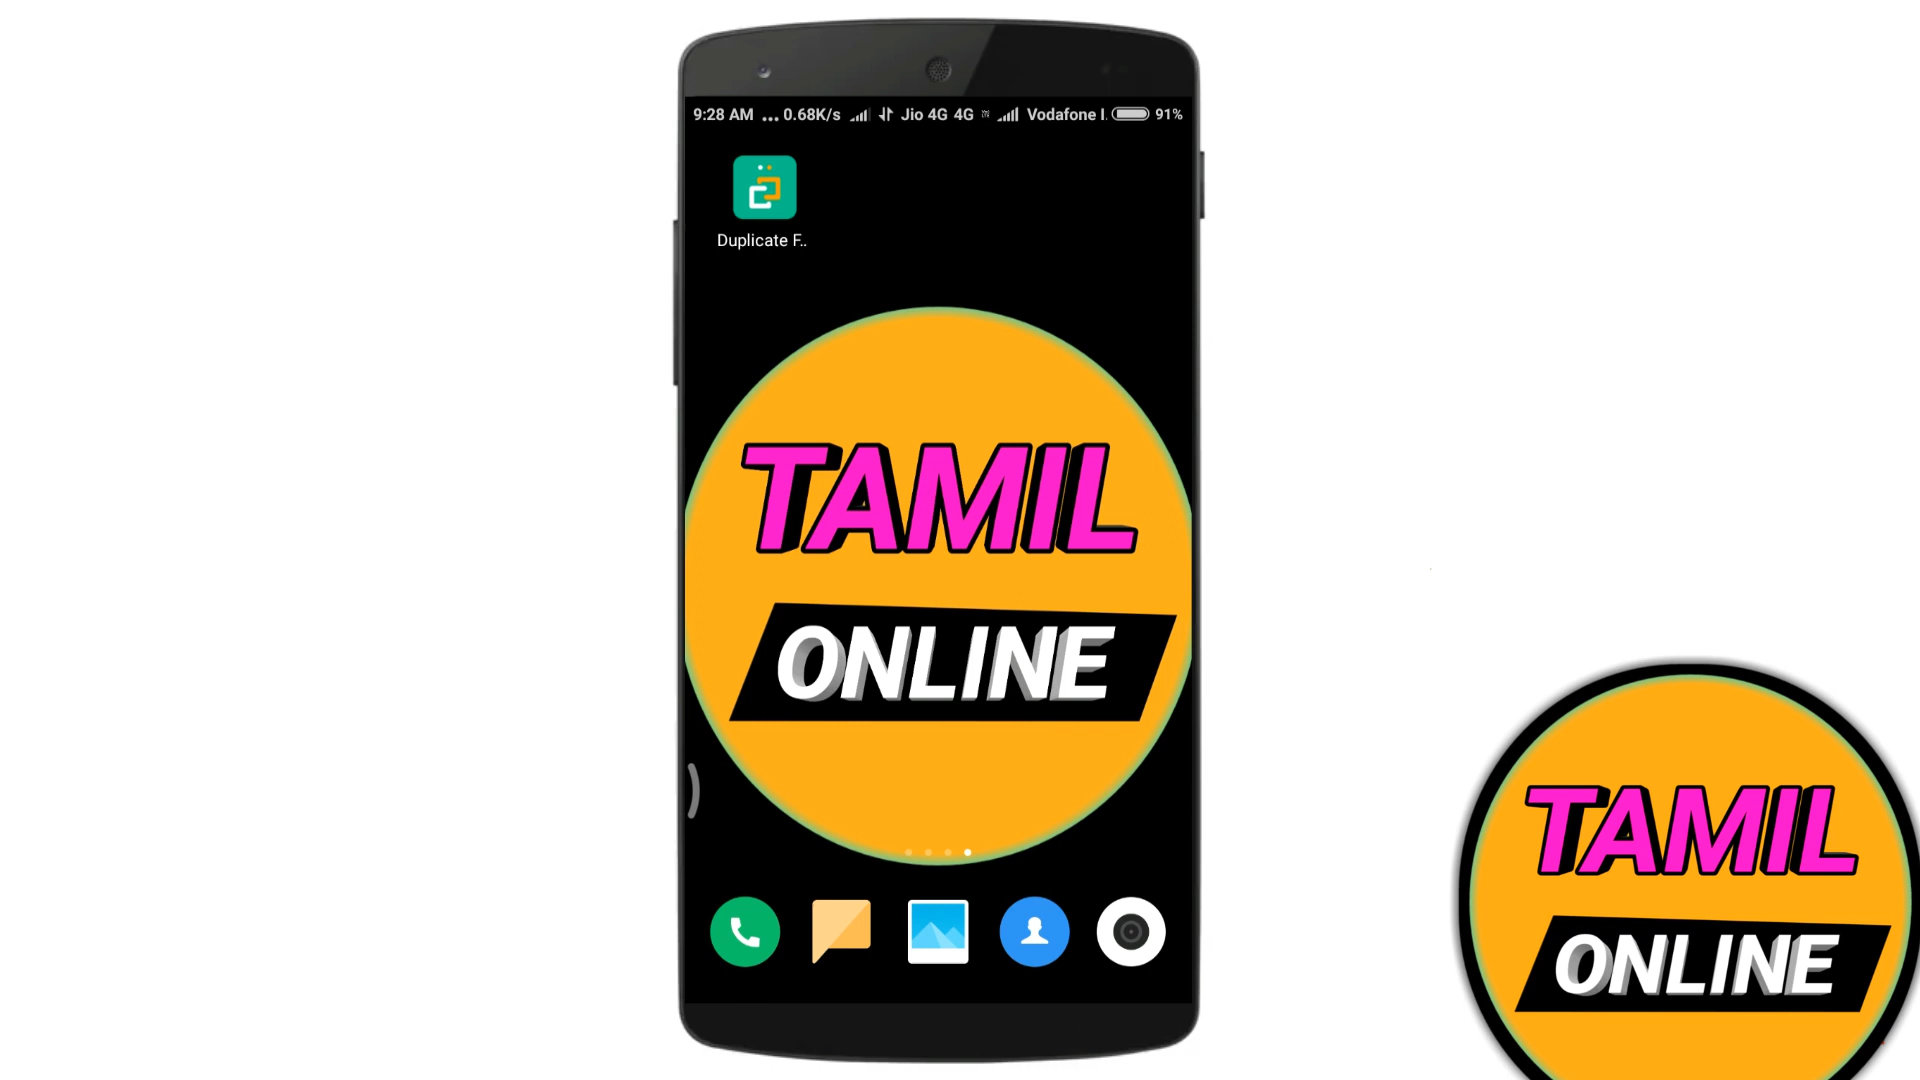 9:28 AM ... 0.68K/s Jio 4G 4G Vodafone I. 91%
Duplicate F..
TAMIL
ONLINE
TAMIL
ONLINE